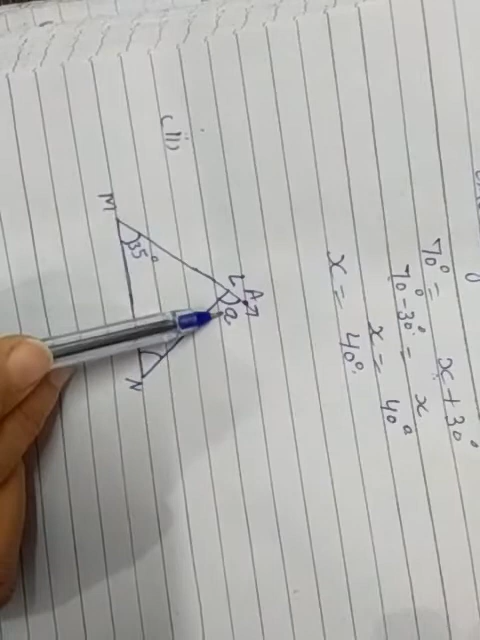 70° = x + 30°
70° - 30° = x
x = 40°
x = 40°.
(ii)
L
a
M
35°
N